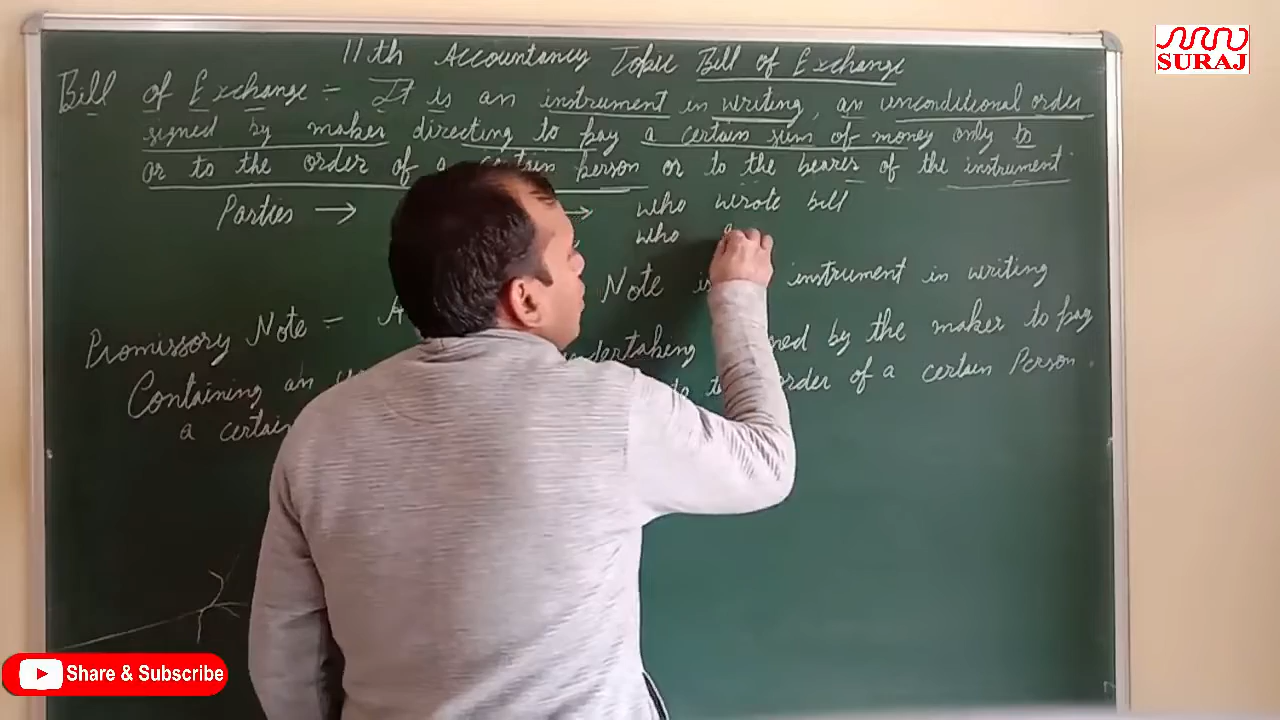 11th Accountancy Topic Bill of Exchange
SURAJ
Bill of Exchange :- It is an instrument in writing, an unconditional order
signed by maker directing to pay a certain sum of money only to
or to the order of a certain person or to the bearer of the instrument
Parties → → who wrote bill
who
Promissory Note :- A Note is instrument in writing
Containing an undertaking by the maker to pay
a certain to order of a certain Person.
Share & Subscribe